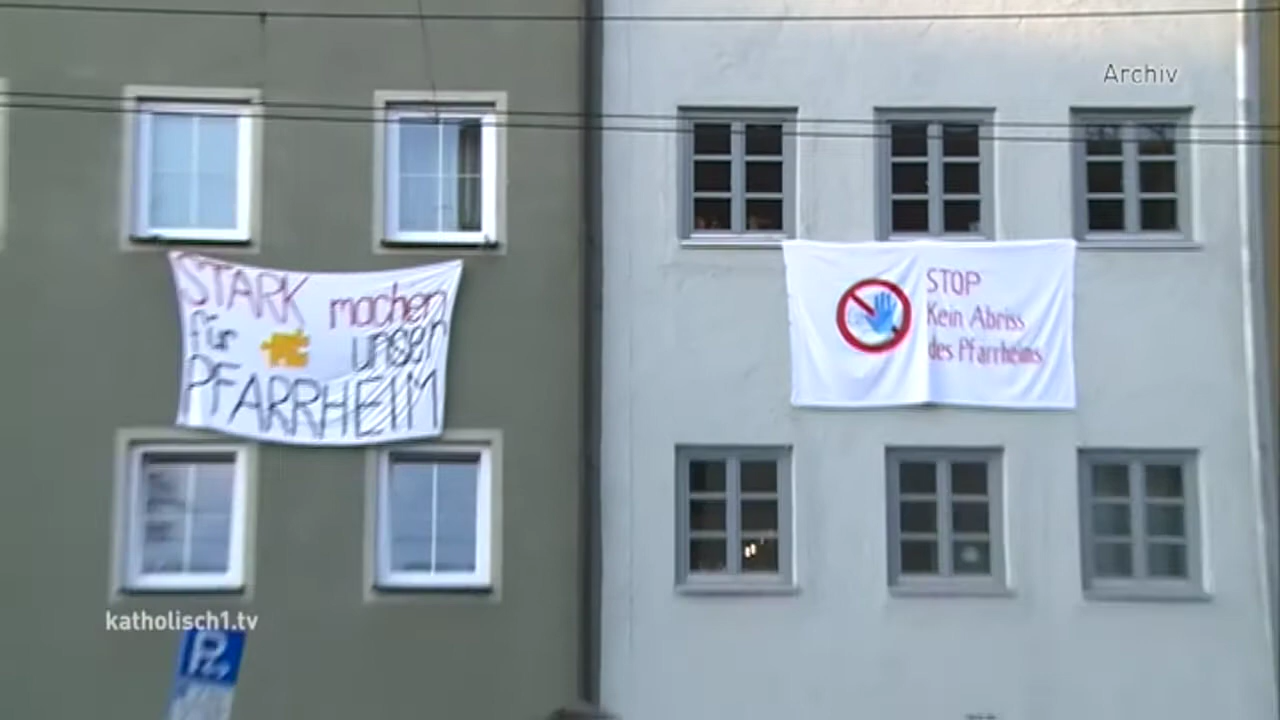 Archiv
STARK machen
für unser
PFARRHEIM
STOP
Kein Abriss
des Pfarrheims
katholisch1.tv
P